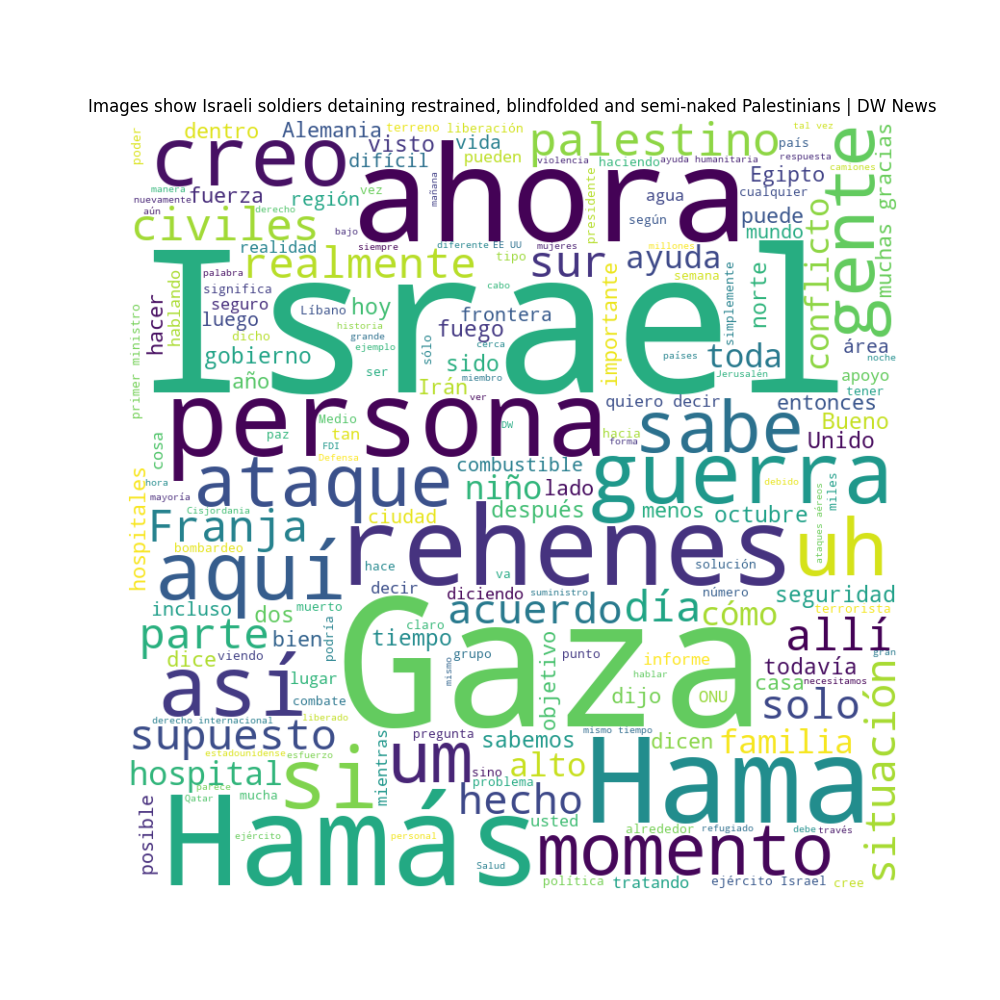 Images show Israeli soldiers detaining restrained, blindfolded and semi-naked Palestinians | DW News
poder
dentro
Alemania
terreno
liberación
palestino
tal vez
país
creo
visto
vida
difícil
pueden
violencia
haciendo
ayuda humanitaria
respuesta
camiones
manera
nuevamente
fuerza
aún
vez
región
mañana
ahora
presidente
agua
Egipto
cualquier
gente
muchas gracias
civiles
derecho
bajo
según
puede
mundo
conflicto
realidad
siempre
diferente
EE UU
mujeres
millones
realmente
tipo
sur
ayuda
semana
palabra
significa
cabo
simplemente
norte
hablando
hacer
seguro
luego
Líbano
hoy
frontera
fuego
importante
historia
grande
ejemplo
dicho
primer ministro
gobierno
sólo
cerca
sido
área
noche
países
toda
Israel
año
ser
miembro
Irán
Jerusalén
apoyo
tener
ver
quiero decir
entonces
persona
Medio
DW
sabe
Bueno
paz
tan
FDI
hacia
forma
Unido
cosa
Defensa
combustible
guerra
hora
mayoría
ataque
niño
lado
debido
ataques aéreos
miles
hospitales
Cisjordania
después
menos
octubre
Franja
ciudad
bombardeo
rehenes
uh
aquí
hace
va
solución
decir
diciendo
suministro
número
seguridad
incluso
dos
muerto
acuerdo
día
cómo
terrorista
parte
bien
podría
claro
tiempo
allí
dice
viendo
grupo
punto
informe
gran
lugar
mismo
objetivo
hablar
todavía
casa
necesitamos
así
Gaza
dijo
ONU
solo
situación
combate
derecho internacional
liberado
supuesto
pregunta
sabemos
mismo tiempo
dicen
familia
estadounidense
esfuerzo
mientras
um
hospital
parece
si
sino
problema
alto
Hama
Qatar
mucha
hecho
posible
Hamás
usted
ejército
personal
alrededor
refugiado
debe
través
momento
Salud
política
tratando
ejército Israel
cree